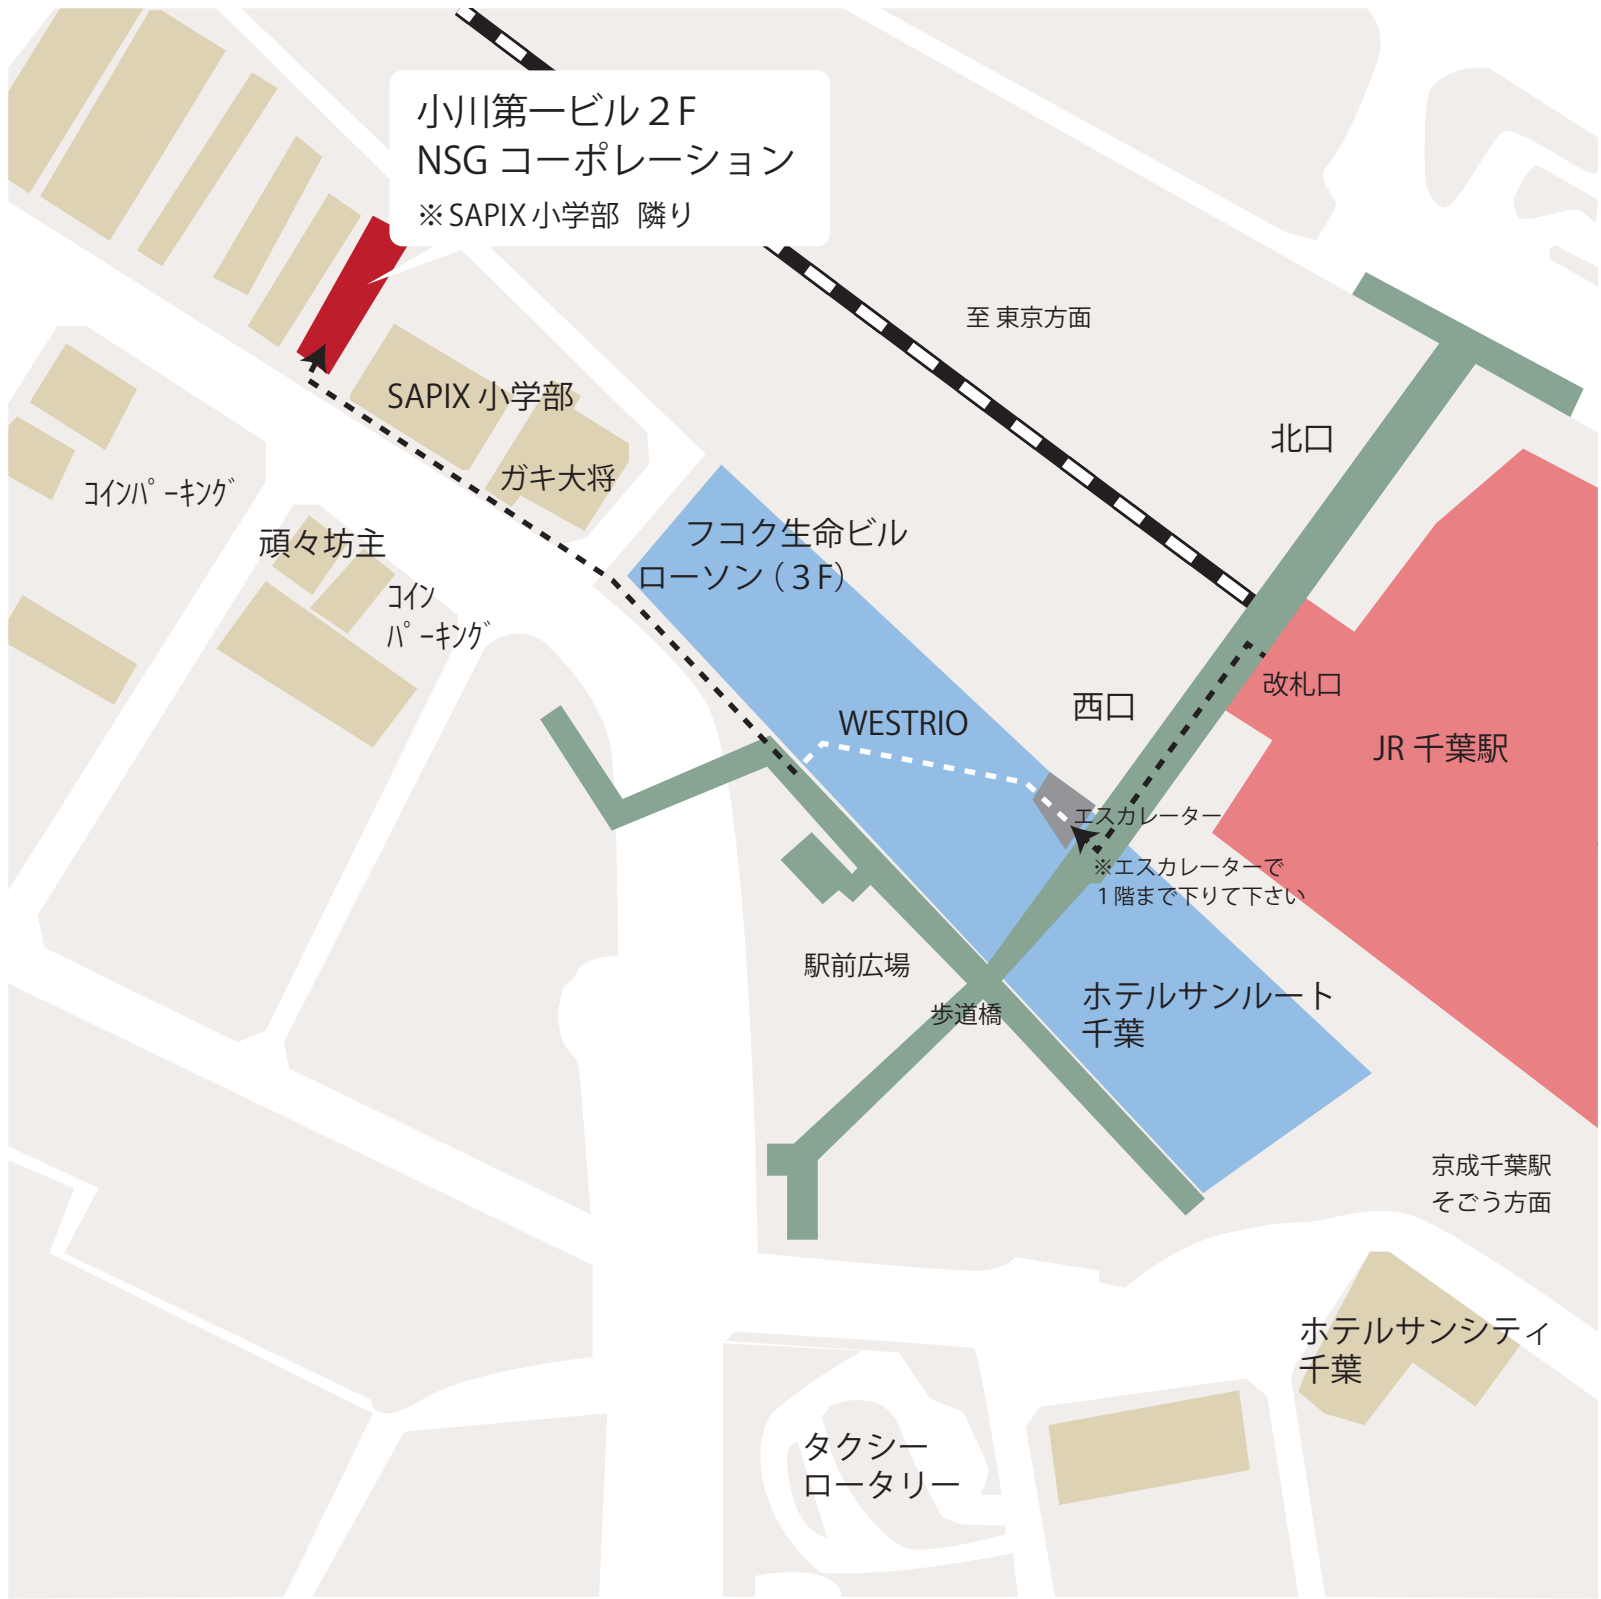 小川第一ビル２F
NSG コーポレーション
※SAPIX 小学部 隣り
至 東京方面
SAPIX 小学部
北口
ガキ大将
ｺｲﾝﾊﾟｰｷﾝｸﾞ
フコク生命ビル
ローソン（３F）
頑々坊主
ｺｲﾝ
ﾊﾟｰｷﾝｸﾞ
改札口
西口
WESTRIO
JR 千葉駅
エスカレーター
※エスカレーターで
１階まで下りて下さい
駅前広場
歩道橋
ホテルサンルート
千葉
京成千葉駅
そごう方面
ホテルサンシティ
千葉
タクシー
ロータリー